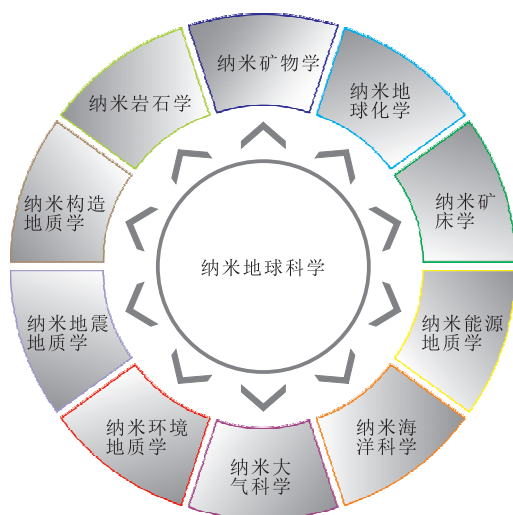 纳米矿物学
纳米地
球化学
纳米矿
床学
纳米能源
地质学
纳米海
洋科学
纳米大
气科学
纳米环境
地质学
纳米地震
地质学
纳米构造
地质学
纳米岩石学
纳米地球科学